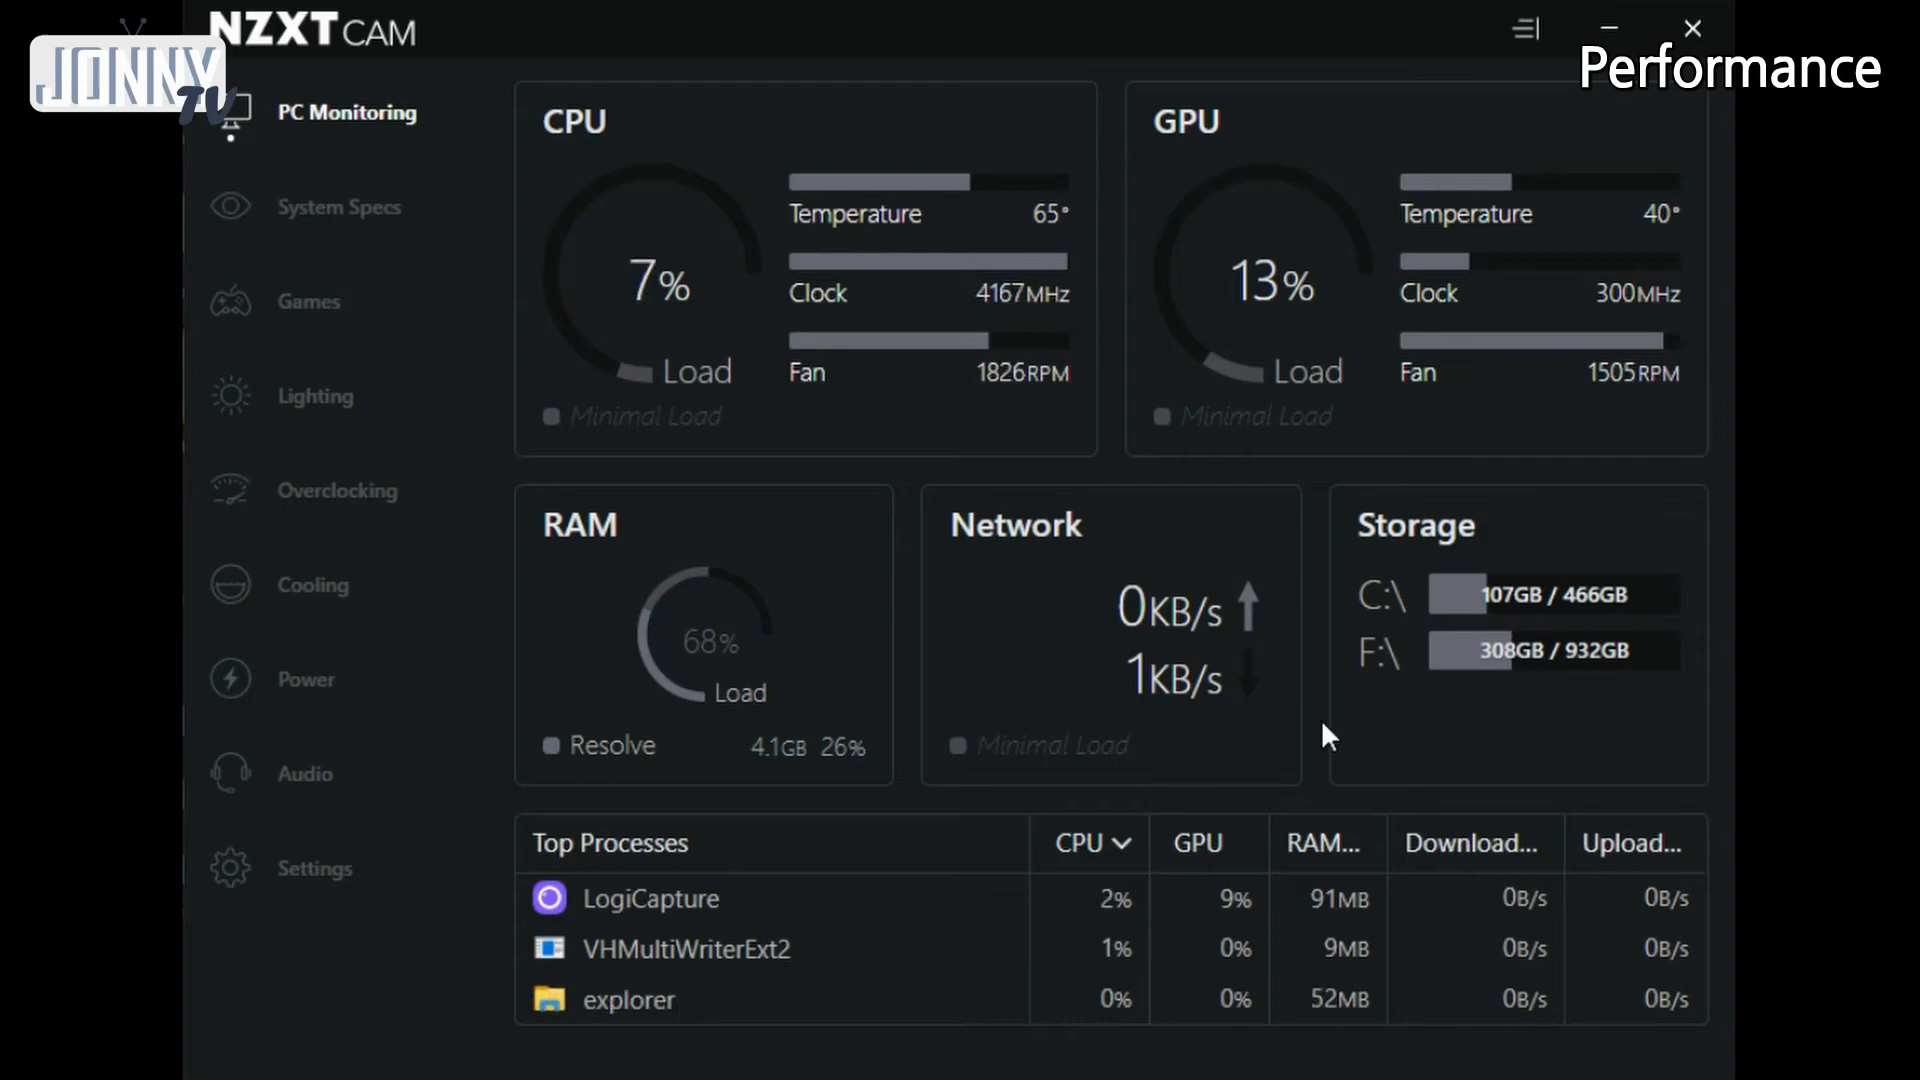 NZXT CAM
JONNY TV
Performance
PC Monitoring
System Specs
Games
Lighting
Overclocking
Cooling
Power
Audio
Settings
CPU
7%
Load
Minimal Load
Temperature 65°
Clock 4167MHz
Fan 1826RPM
GPU
13%
Load
Minimal Load
Temperature 40°
Clock 300MHz
Fan 1505RPM
RAM
68%
Load
Resolve 4.1GB 26%
Network
0KB/s
1KB/s
Minimal Load
Storage
C:\ 107GB / 466GB
F:\ 308GB / 932GB
Top Processes CPU GPU RAM... Download... Upload...
LogiCapture 2% 9% 91MB 0B/s 0B/s
VHMultiWriterExt2 1% 0% 9MB 0B/s 0B/s
explorer 0% 0% 52MB 0B/s 0B/s